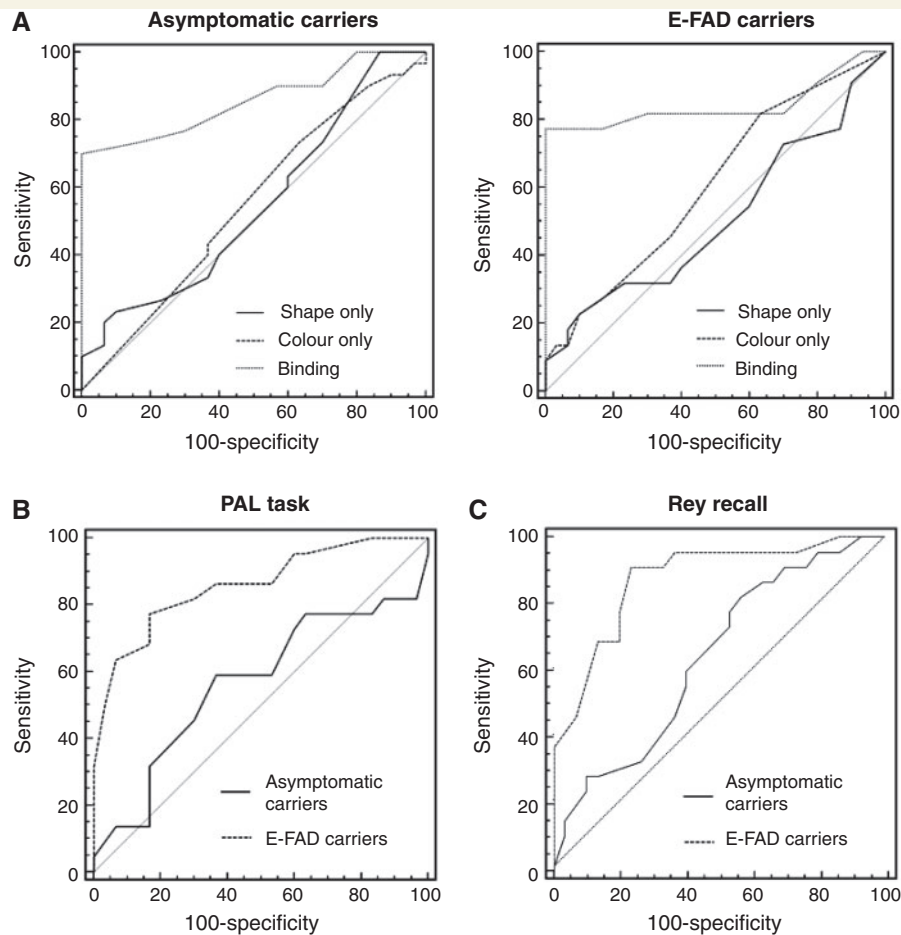 A
Asymptomatic carriers
100
80
60
40
20
0
Sensitivity
Shape only
Colour only
Binding
0 20 40 60 80 100
100-specificity
E-FAD carriers
100
80
60
40
20
0
Sensitivity
Shape only
Colour only
Binding
0 20 40 60 80 100
100-specificity
B
PAL task
100
80
60
40
20
0
Sensitivity
Asymptomatic
carriers
E-FAD carriers
0 20 40 60 80 100
100-specificity
C
Rey recall
100
80
60
40
20
0
Sensitivity
Asymptomatic
carriers
E-FAD carriers
0 20 40 60 80 100
100-specificity